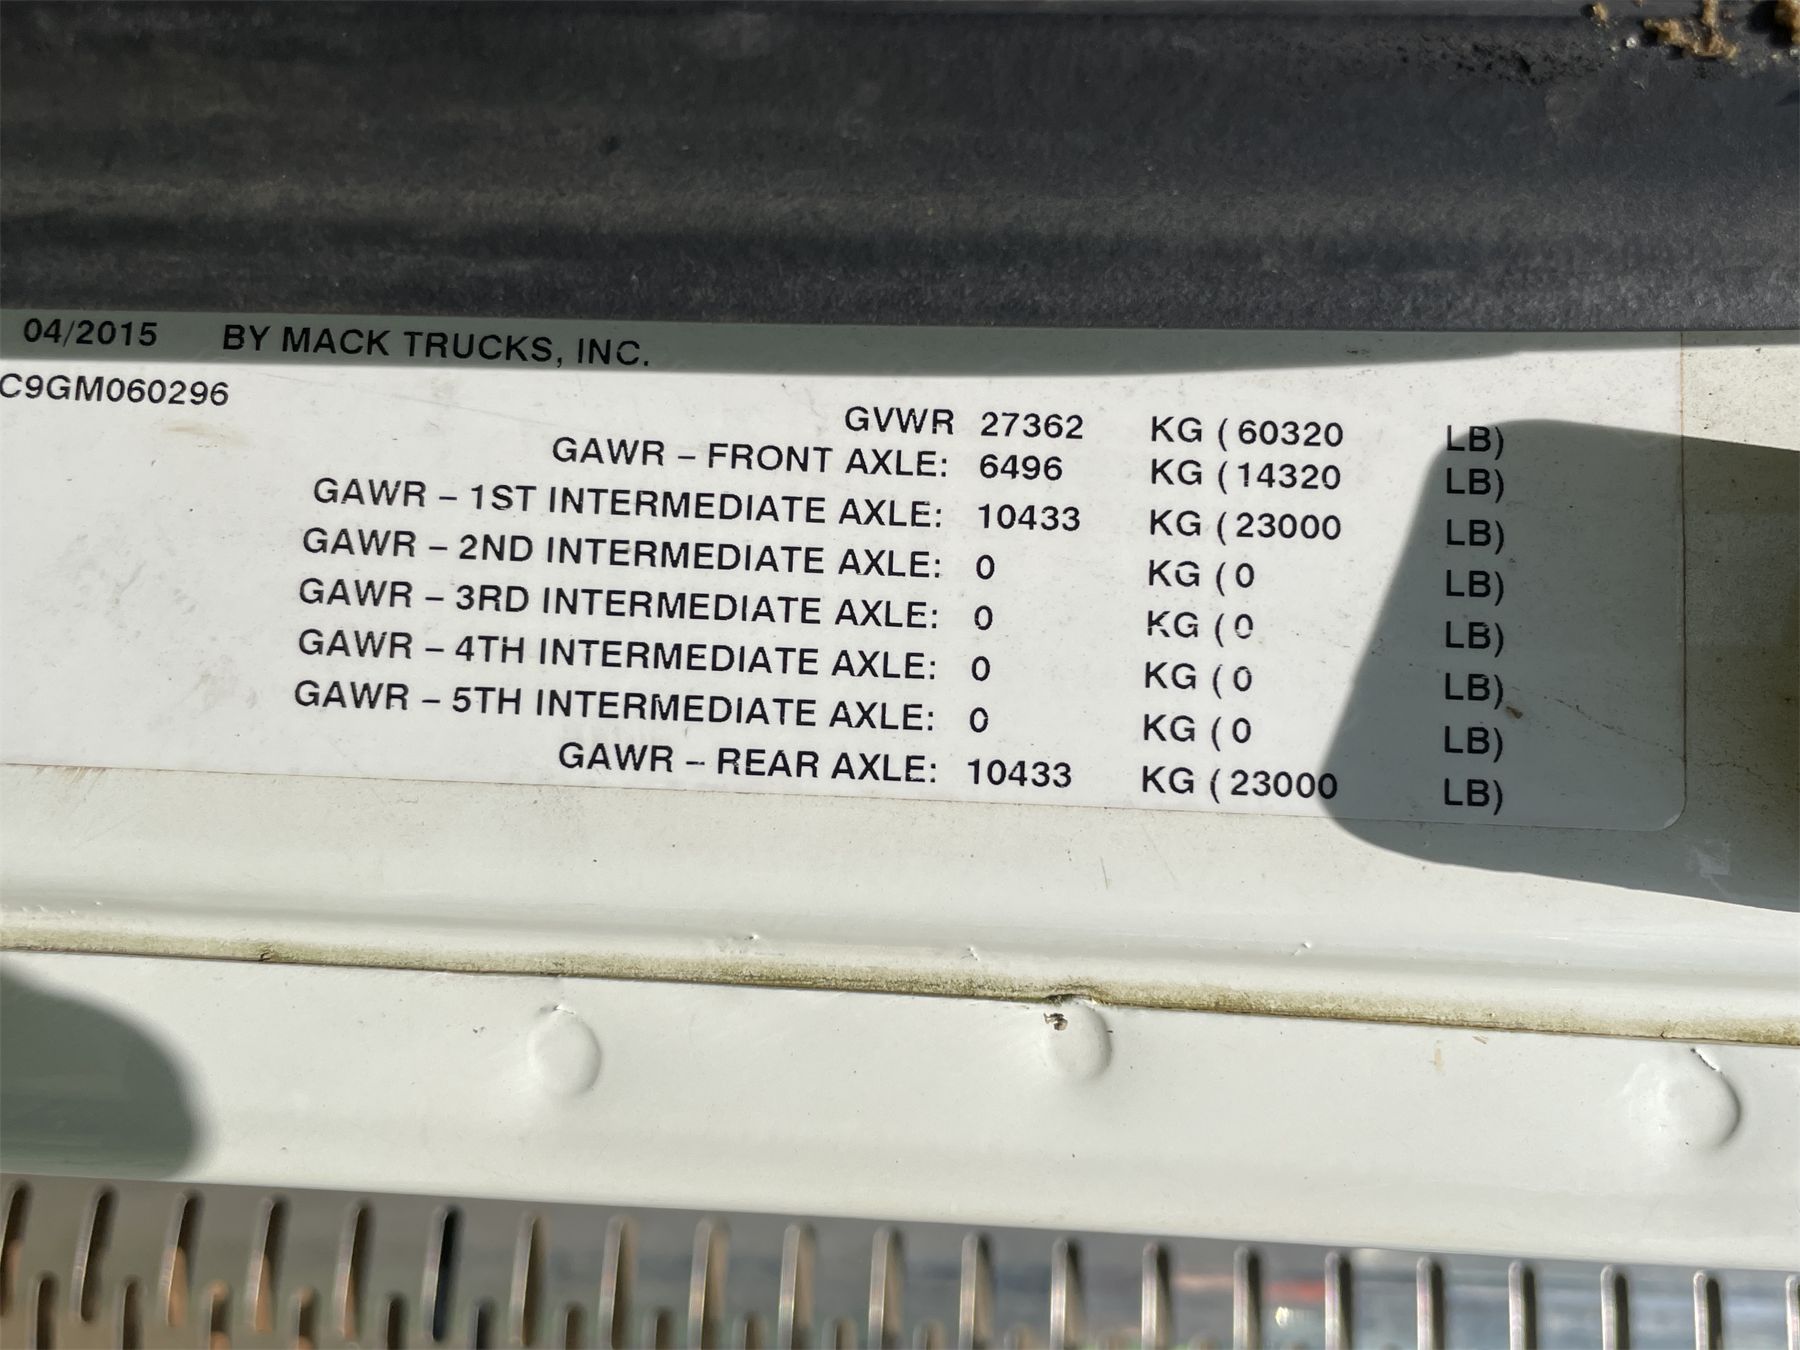 04/2015 BY MACK TRUCKS, INC.
C9GM060296
GVWR 27362 KG ( 60320 LB)
GAWR – FRONT AXLE: 6496 KG ( 14320 LB)
GAWR – 1ST INTERMEDIATE AXLE: 10433 KG ( 23000 LB)
GAWR – 2ND INTERMEDIATE AXLE: 0 KG ( 0 LB)
GAWR – 3RD INTERMEDIATE AXLE: 0 KG ( 0 LB)
GAWR – 4TH INTERMEDIATE AXLE: 0 KG ( 0 LB)
GAWR – 5TH INTERMEDIATE AXLE: 0 KG ( 0 LB)
GAWR – REAR AXLE: 10433 KG ( 23000 LB)